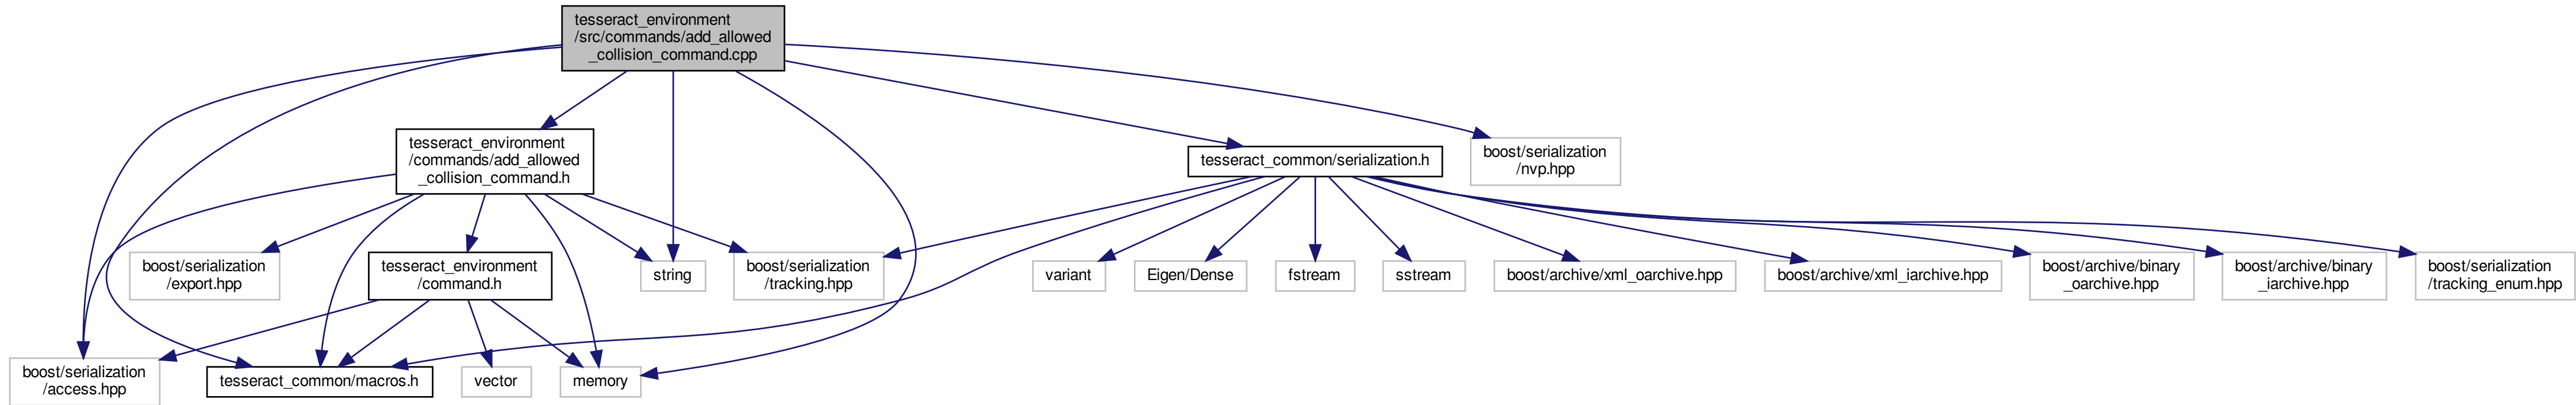 tesseract_environment
/src/commands/add_allowed
_collision_command.cpp
tesseract_environment
/commands/add_allowed
_collision_command.h
tesseract_common/serialization.h
boost/serialization
/nvp.hpp
boost/serialization
/export.hpp
tesseract_environment
/command.h
string
boost/serialization
/tracking.hpp
variant
Eigen/Dense
fstream
sstream
boost/archive/xml_oarchive.hpp
boost/archive/xml_iarchive.hpp
boost/archive/binary
_oarchive.hpp
boost/archive/binary
_iarchive.hpp
boost/serialization
/tracking_enum.hpp
boost/serialization
/access.hpp
tesseract_common/macros.h
vector
memory